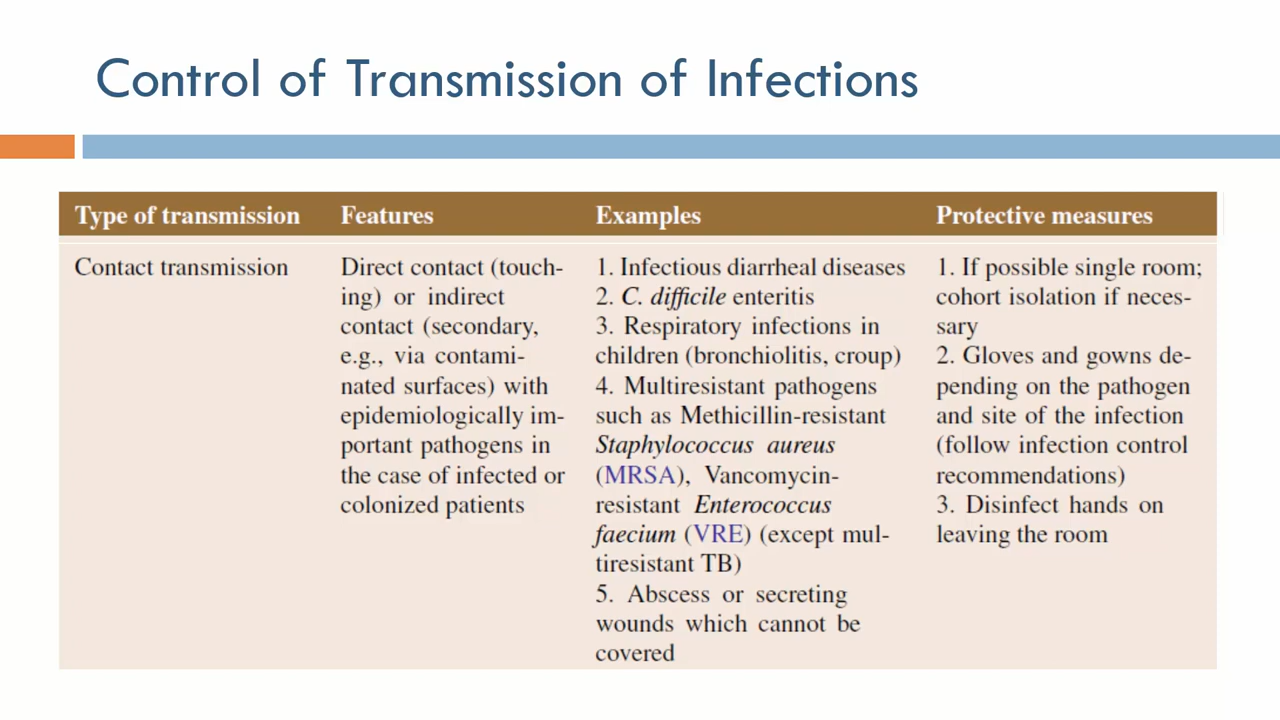 Control of Transmission of Infections
Type of transmission
Features
Examples
Protective measures
Contact transmission
Direct contact (touch-
ing) or indirect
contact (secondary,
e.g., via contami-
nated surfaces) with
epidemiologically im-
portant pathogens in
the case of infected or
colonized patients
1. Infectious diarrheal diseases
2. C. difficile enteritis
3. Respiratory infections in
children (bronchiolitis, croup)
4. Multiresistant pathogens
such as Methicillin-resistant
Staphylococcus aureus
(MRSA), Vancomycin-
resistant Enterococcus
faecium (VRE) (except mul-
tiresistant TB)
5. Abscess or secreting
wounds which cannot be
covered
1. If possible single room;
cohort isolation if neces-
sary
2. Gloves and gowns de-
pending on the pathogen
and site of the infection
(follow infection control
recommendations)
3. Disinfect hands on
leaving the room